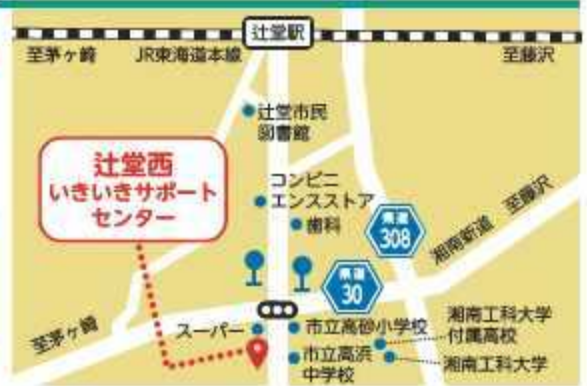 辻堂駅
至茅ヶ崎
JR東海道本線
至藤沢
辻堂市民
図書館
辻堂西
いきいきサポート
センター
コンビニ
エンスストア
歯科
県道
308
湘南新道
至藤沢
県道
30
至茅ヶ崎
スーパー
市立高砂小学校
湘南工科大学
付属高校
市立高浜
中学校
湘南工科大学